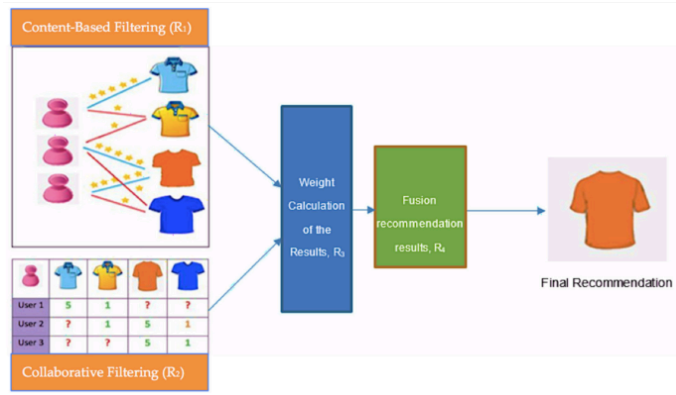 Content-Based Filtering (R₁)
Weight
Calculation
of the
Results, R₃
Fusion
recommendation
results, R₄
Final Recommendation
User 1 5 1 ? ?
User 2 ? 1 5 1
User 3 ? ? 5 1
Collaborative Filtering (R₂)